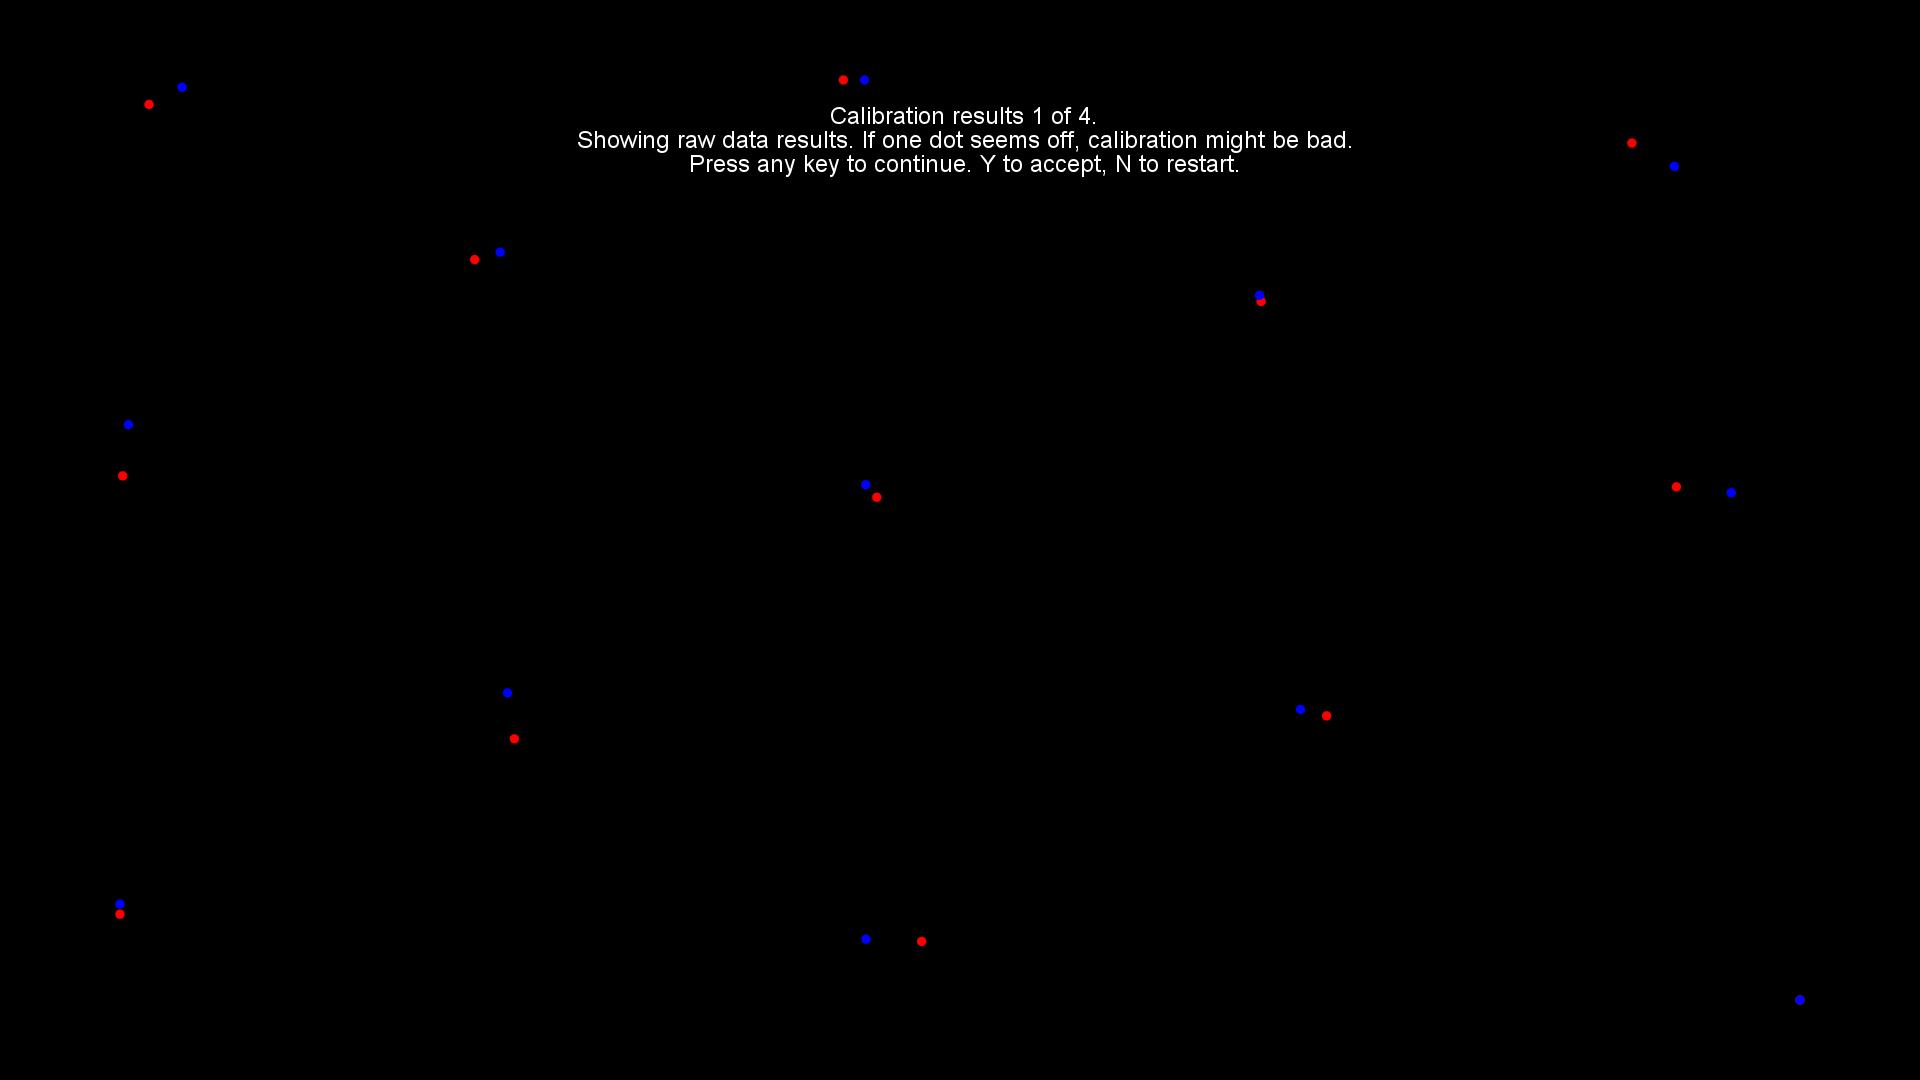 Calibration results 1 of 4.
Showing raw data results. If one dot seems off, calibration might be bad.
Press any key to continue. Y to accept, N to restart.